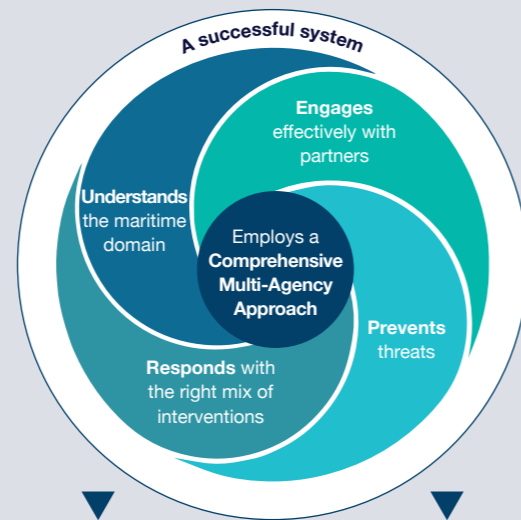 A successful system
Engages
effectively with
partners
Understands
the maritime
domain
Employs a
Comprehensive
Multi-Agency
Approach
Prevents
threats
Responds with
the right mix of
interventions